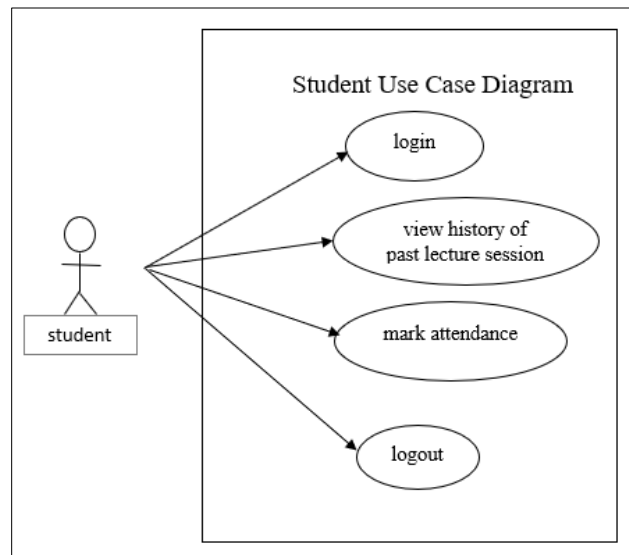 Student Use Case Diagram
login
view history of
past lecture session
mark attendance
student
logout